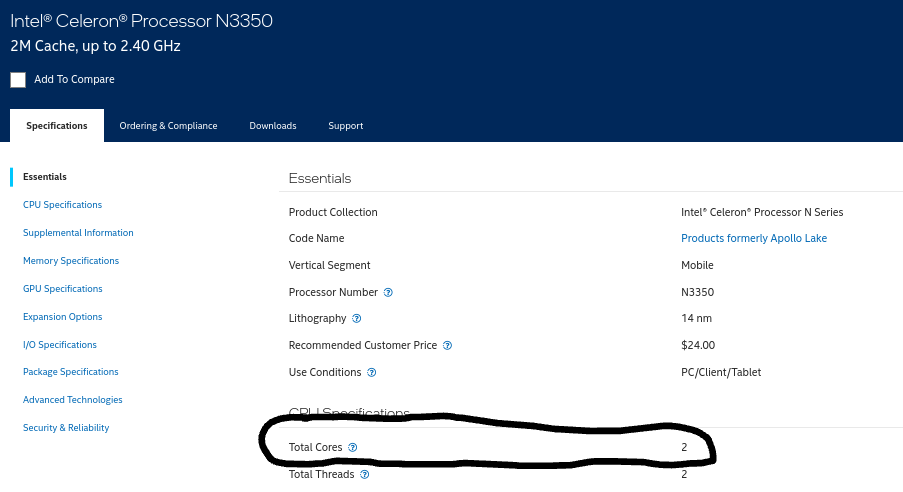 Intel® Celeron® Processor N3350
2M Cache, up to 2.40 GHz
Add To Compare
Specifications Ordering & Compliance Downloads Support
Essentials
CPU Specifications
Supplemental Information
Memory Specifications
GPU Specifications
Expansion Options
I/O Specifications
Package Specifications
Advanced Technologies
Security & Reliability
Essentials
Product Collection Intel® Celeron® Processor N Series
Code Name Products formerly Apollo Lake
Vertical Segment Mobile
Processor Number ? N3350
Lithography ? 14 nm
Recommended Customer Price ? $24.00
Use Conditions ? PC/Client/Tablet
CPU Specifications
Total Cores ? 2
Total Threads ? 2